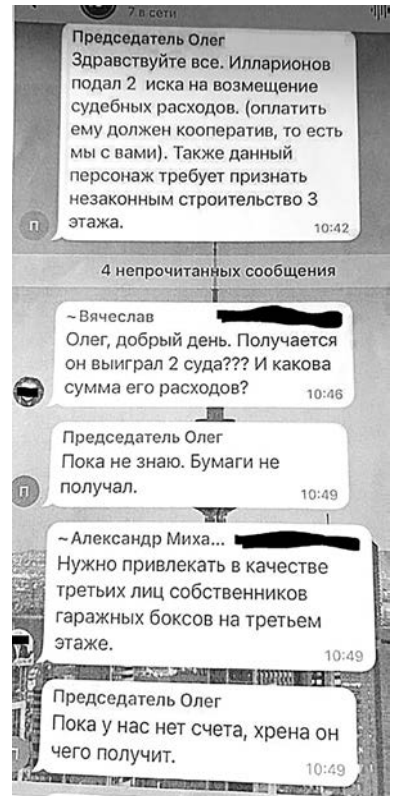 7 в сети
Председатель Олег
Здравствуйте все. Илларионов
подал 2 иска на возмещение
судебных расходов. (оплатить
ему должен кооператив, то есть
мы с вами). Также данный
персонаж требует признать
незаконным строительство 3
этажа.
10:42
П
4 непрочитанных сообщения
~Вячеслав
Олег, добрый день. Получается
он выиграл 2 суда??? И какова
сумма его расходов?
10:46
Председатель Олег
Пока не знаю. Бумаги не
получал.
10:49
П
~Александр Миха...
Нужно привлекать в качестве
третьих лиц собственников
гаражных боксов на третьем
этаже.
10:49
Председатель Олег
Пока у нас нет счета, хрена он
чего получит.
10:49
П